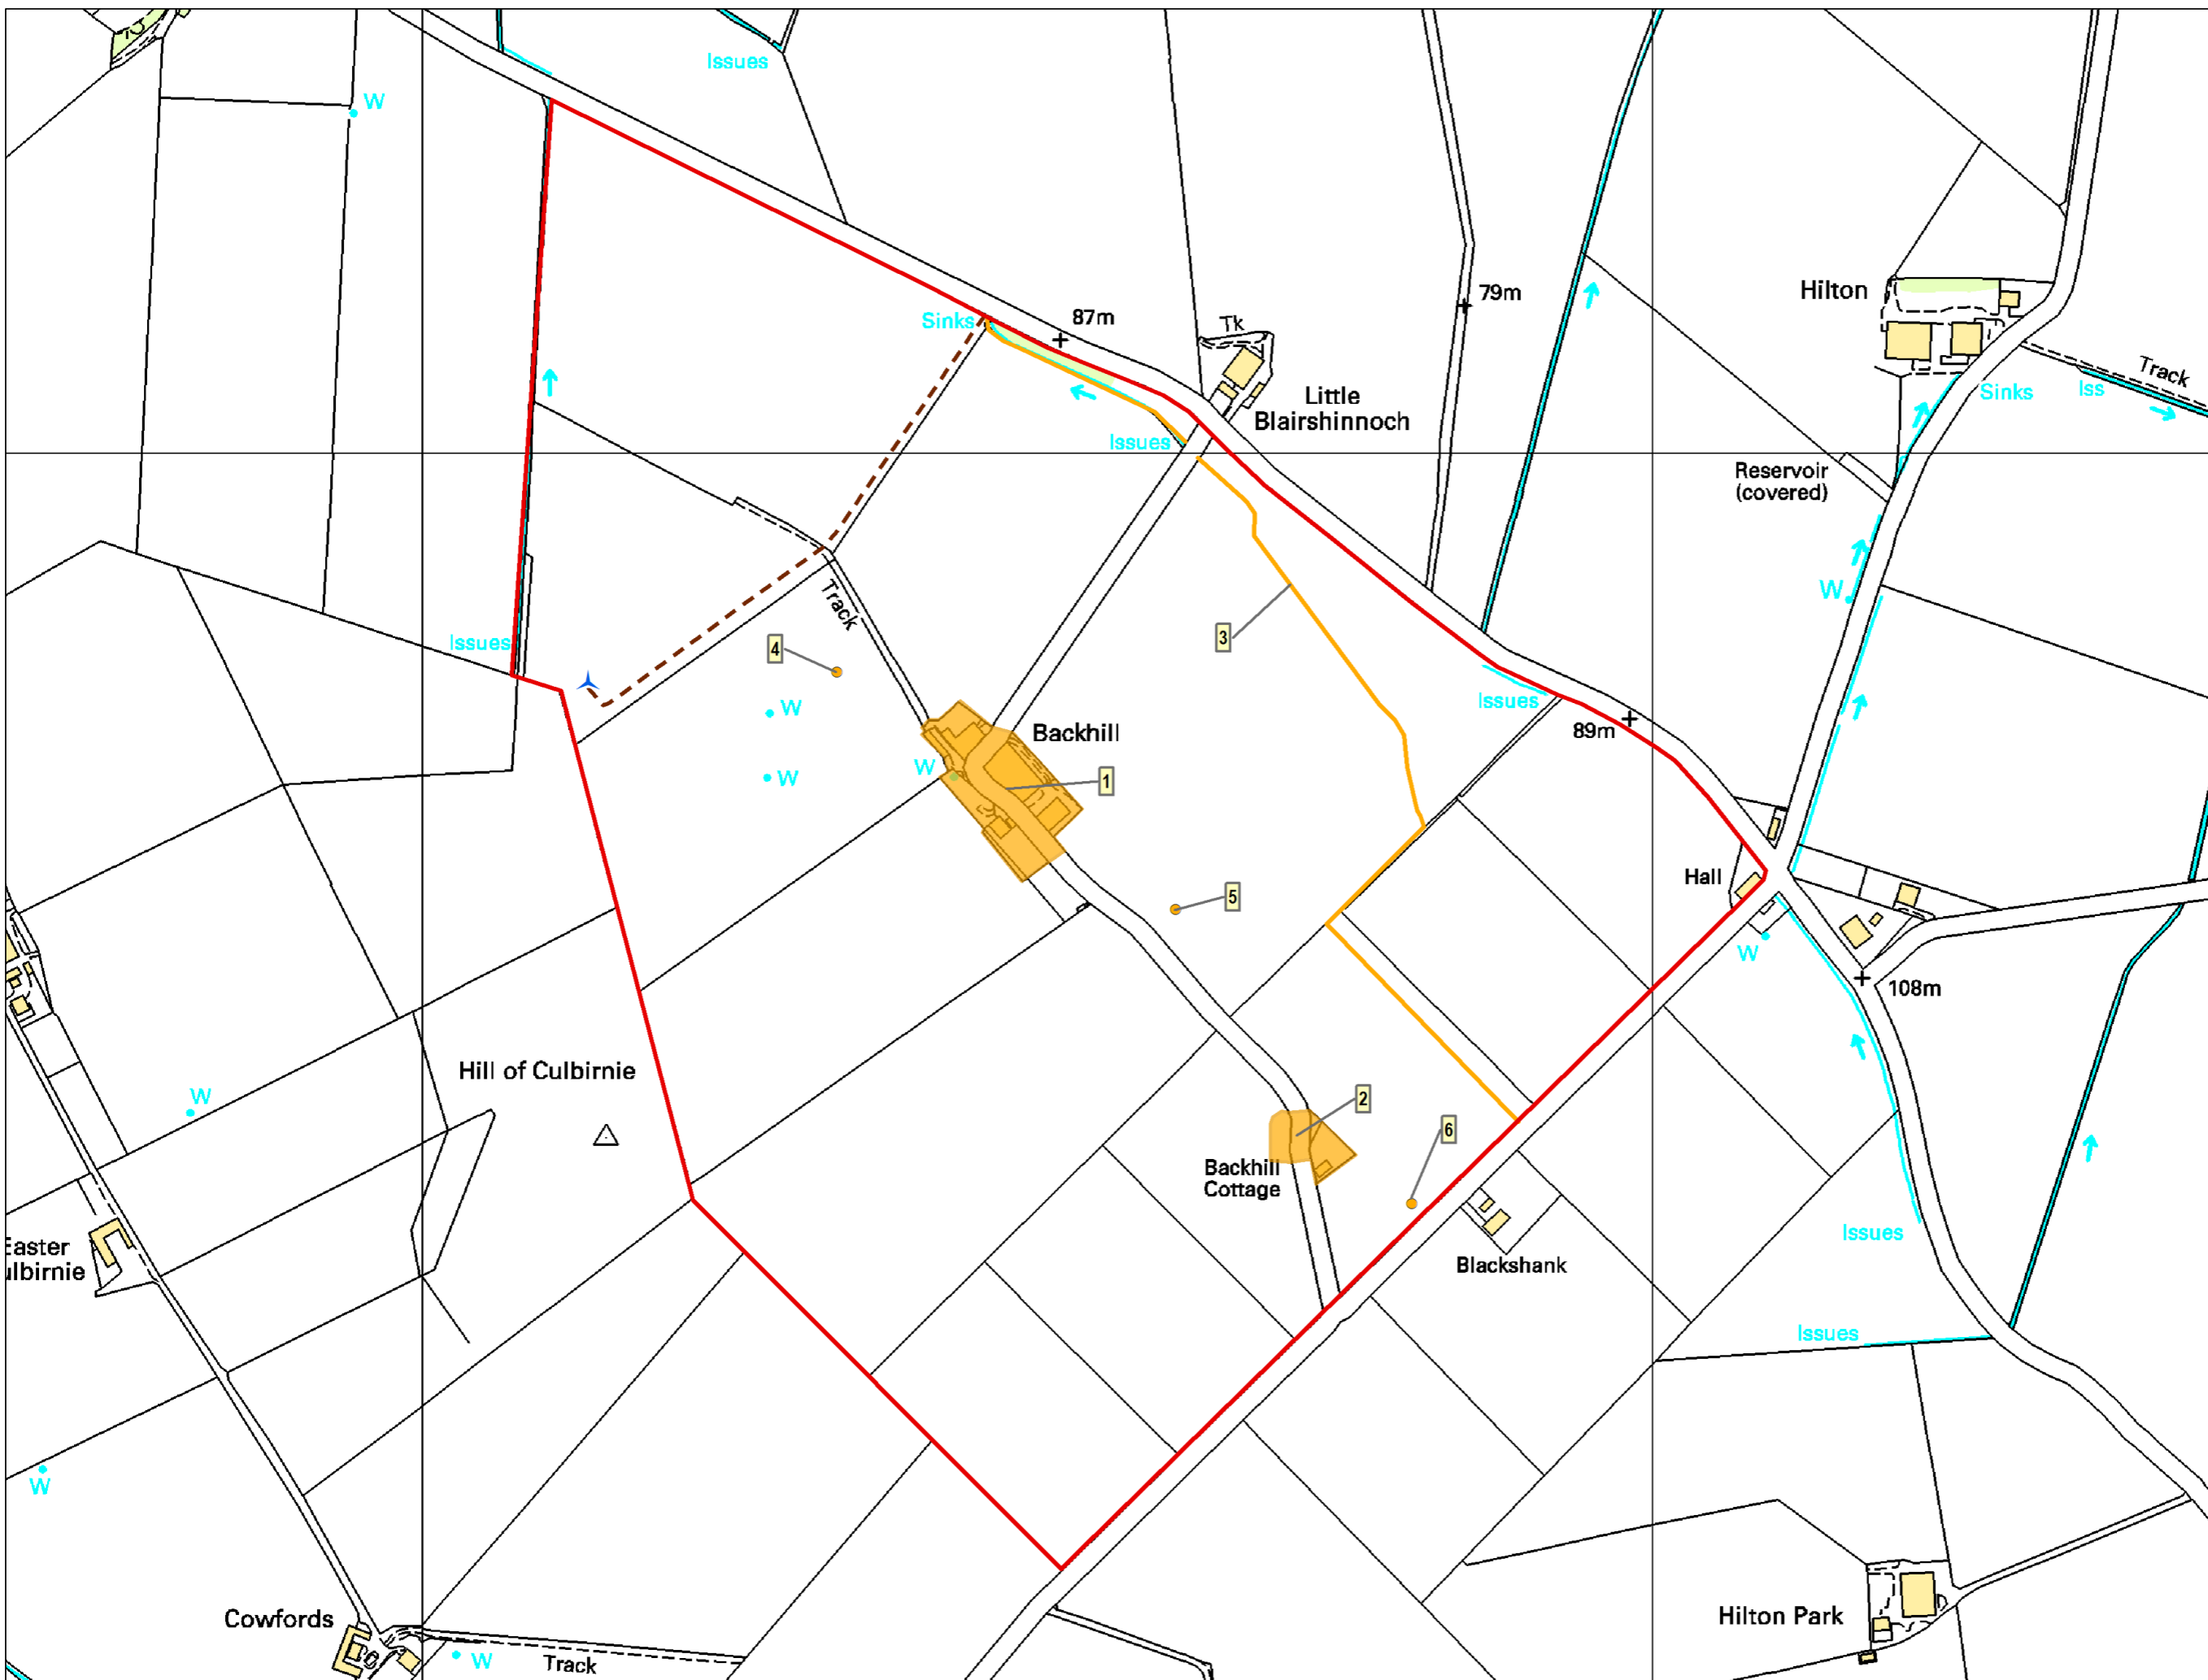 Issues
W
Hilton
79m
87m
Sinks
Tk
Track
Iss
Sinks
Little
Blairshinnoch
Issues
Reservoir
(covered)
W
Track
3
4
Issues
W
Issues
89m
Backhill
W
W
1
Hall
5
W
108m
Hill of Culbirnie
W
2
6
Backhill
Cottage
Easter
Issues
Blackshank
Issues
W
Cowfords
Hilton Park
W
Track